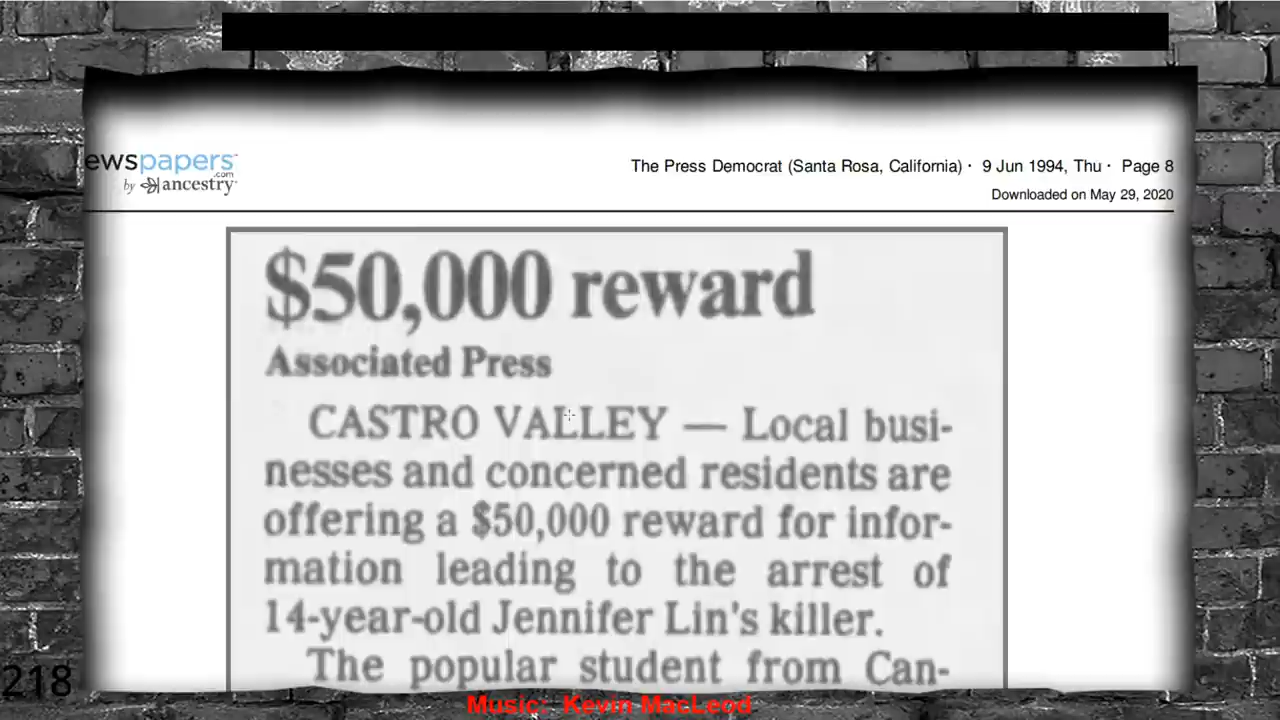 ewspapers™
.com
by ancestry
The Press Democrat (Santa Rosa, California) · 9 Jun 1994, Thu · Page 8
Downloaded on May 29, 2020
$50,000 reward
Associated Press
CASTRO VALLEY — Local busi-
nesses and concerned residents are
offering a $50,000 reward for infor-
mation leading to the arrest of
14-year-old Jennifer Lin's killer.
The popular student from Can-
218
Music: Kevin MacLeod